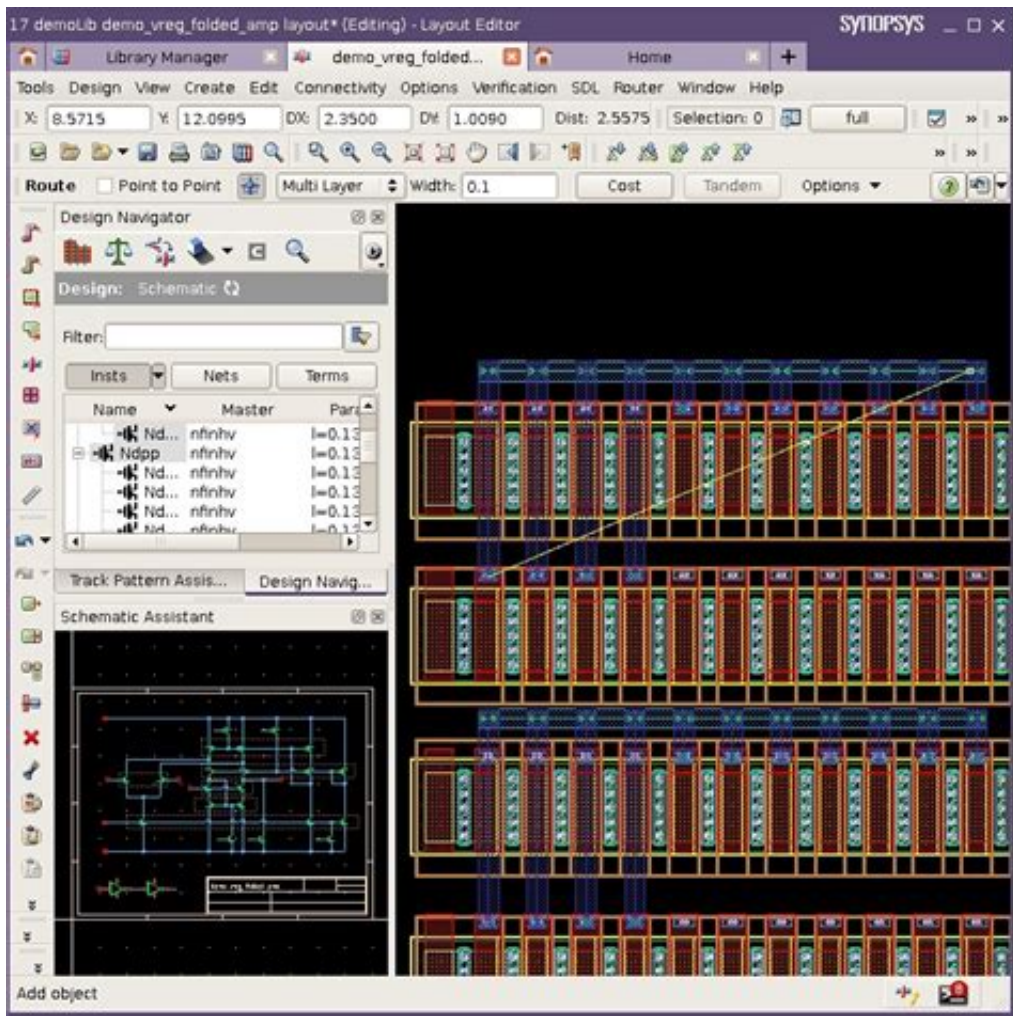 17 demoLib demo_vreg_folded_amp layout* (Editing) - Layout Editor
SYNOPSYS
Library Manager demo_vreg_folded... Home
Tools Design View Create Edit Connectivity Options Verification SDL Router Window Help
X: 8.5715 Y: 12.0995 DX: 2.3500 DY: 1.0090 Dist: 2.5575 Selection: 0 full
Route Point to Point Multi Layer Width: 0.1 Cost Tandem Options
Design Navigator
Design: Schematic
Filter:
Insts Nets Terms
Name Master Para
Nd... nfinhv l=0.13
Ndpp nfinhv l=0.13
Nd... nfinhv l=0.13
Nd... nfinhv l=0.13
Nd... nfinhv l=0.13
Nd nfinhv l=0.13
Track Pattern Assis... Design Navig...
Schematic Assistant
Add object